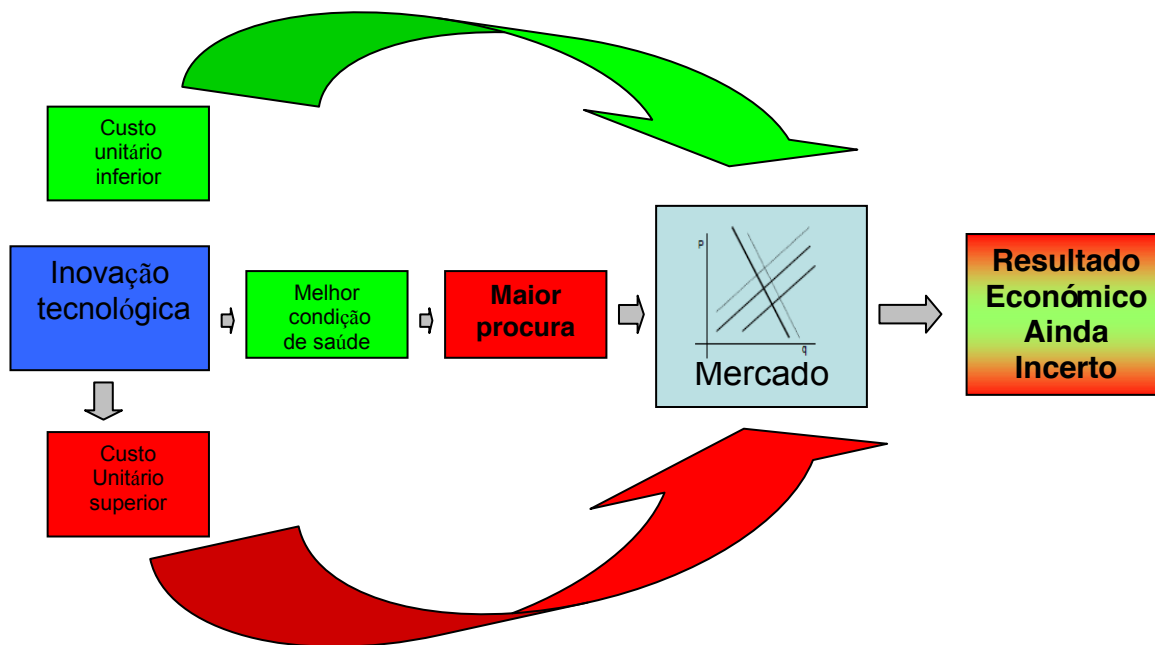 Custo
unitário
inferior
Inovação
tecnológica
Melhor
condição
de saúde
Maior
procura
P
q
Mercado
Resultado
Económico
Ainda
Incerto
Custo
Unitário
superior